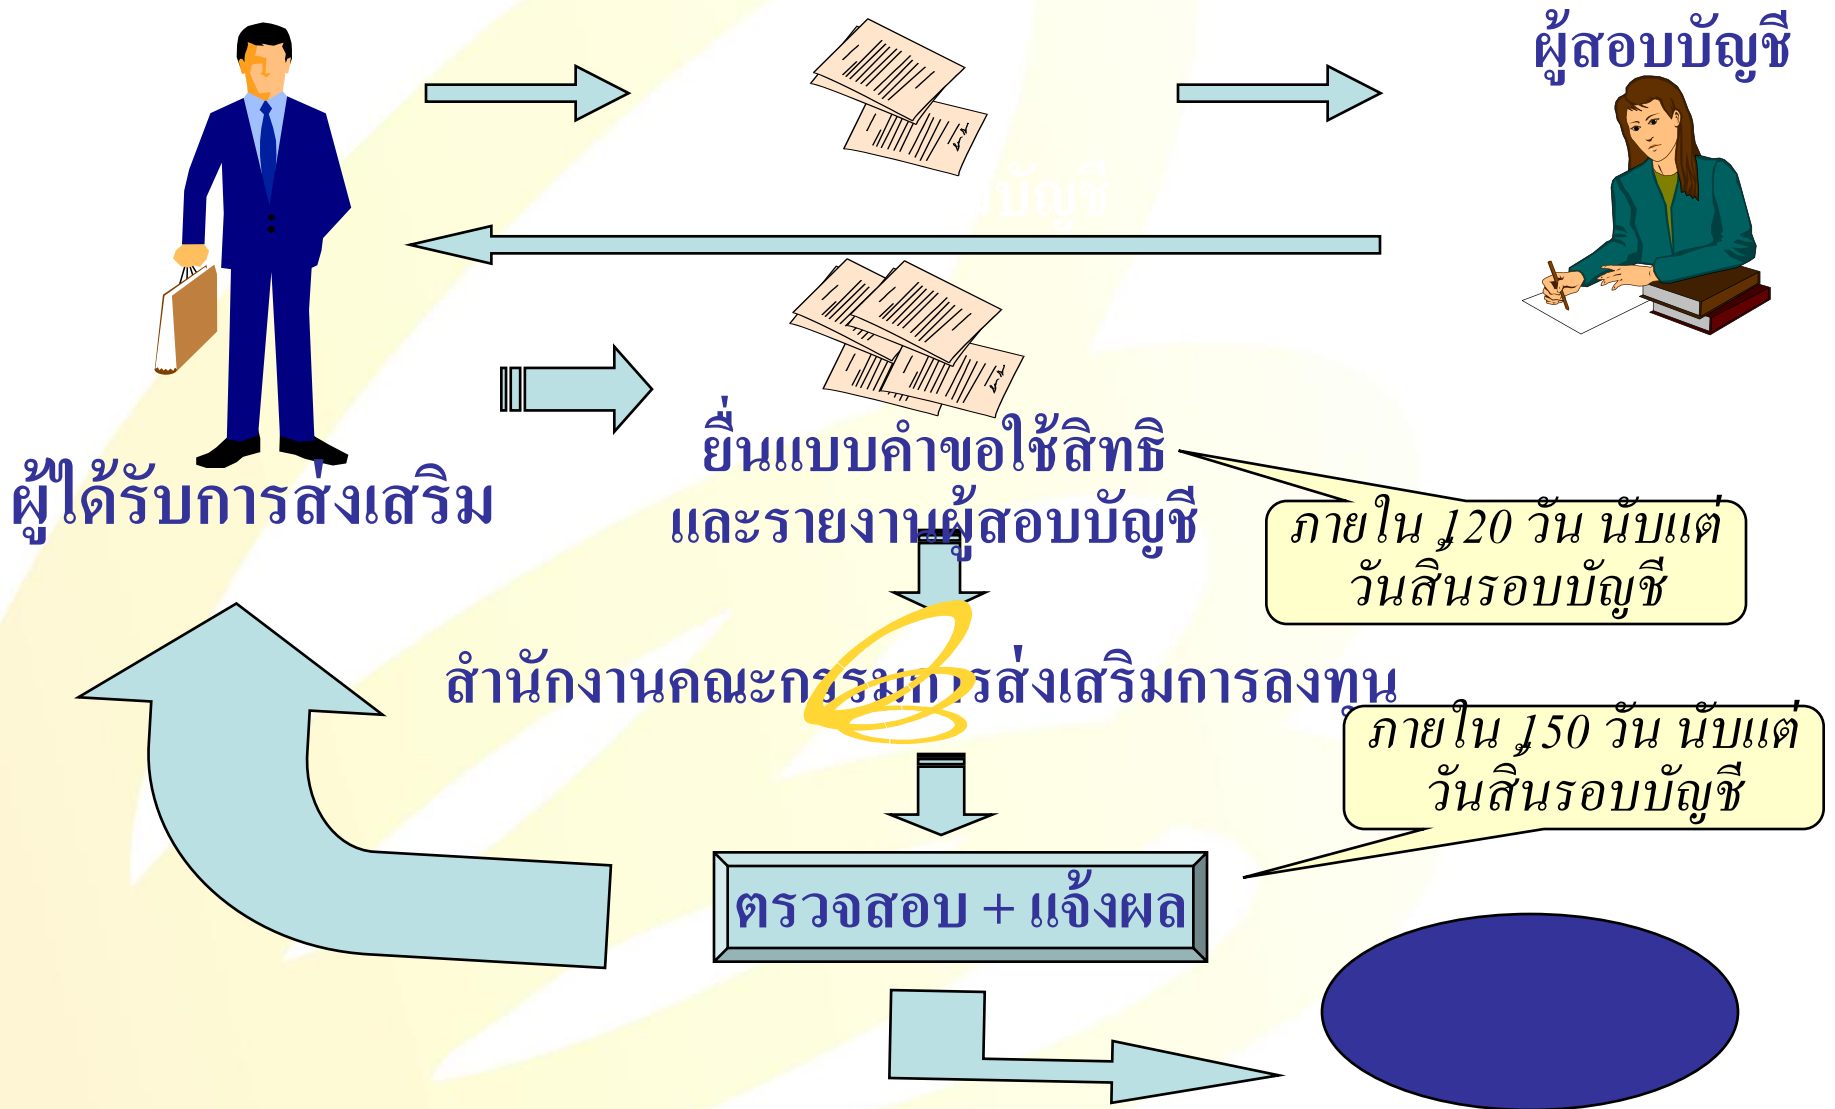 ผู้สอบบัญชี
บัญชี
ยื่นแบบคำขอใช้สิทธิ
และรายงานผู้สอบบัญชี
ผู้ได้รับการส่งเสริม
ภายใน 120 วัน นับแต่
วันสิ้นรอบบัญชี
สำนักงานคณะกรรมการส่งเสริมการลงทุน
ภายใน 150 วัน นับแต่
วันสิ้นรอบบัญชี
ตรวจสอบ + แจ้งผล